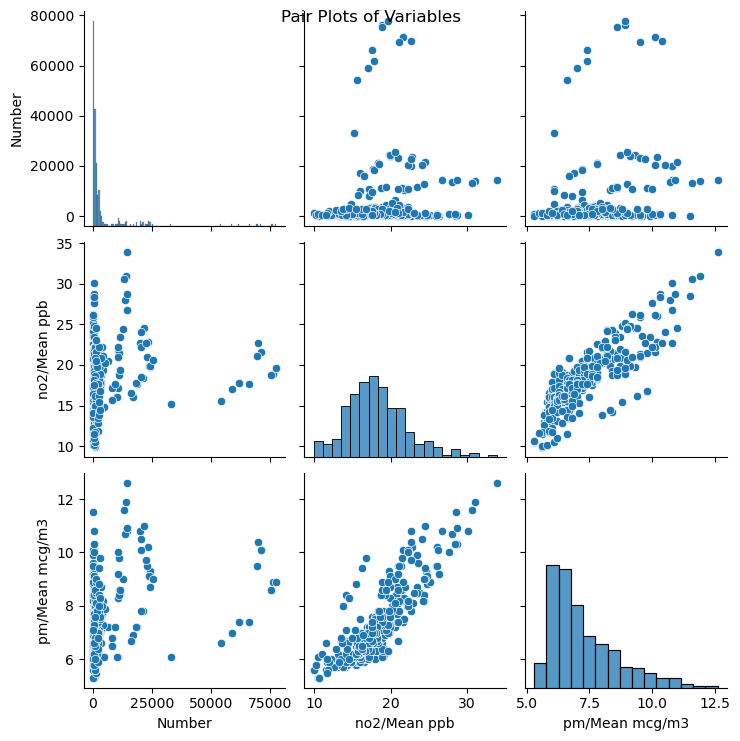 Pair Plots of Variables
80000
60000
40000
20000
0
Number
35
30
25
20
15
10
no2/Mean ppb
12
10
8
6
pm/Mean mcg/m3
0 25000 50000 75000
Number
10 20 30
no2/Mean ppb
5.0 7.5 10.0 12.5
pm/Mean mcg/m3